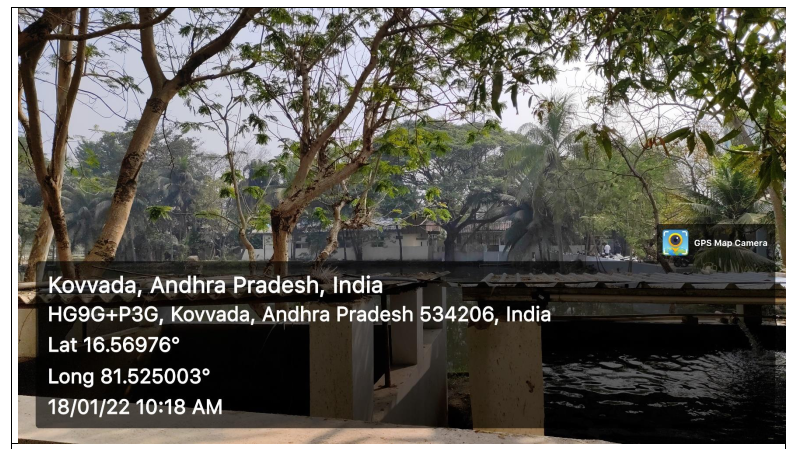 GPS Map Camera
Kovvada, Andhra Pradesh, India
HG9G+P3G, Kovvada, Andhra Pradesh 534206, India
Lat 16.56976°
Long 81.525003°
18/01/22 10:18 AM